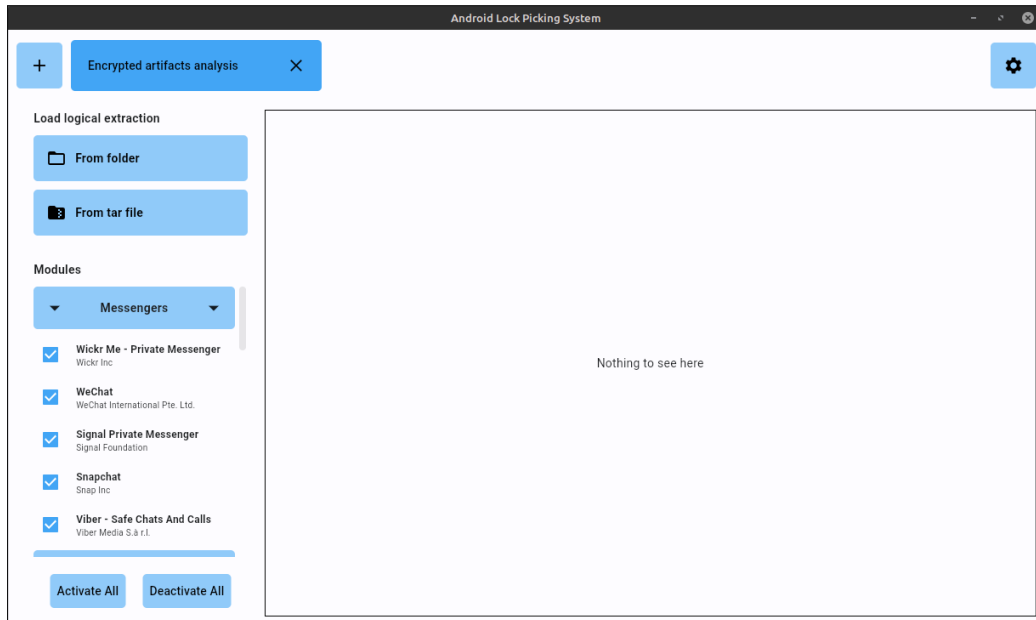 Android Lock Picking System
Encrypted artifacts analysis
Load logical extraction
From folder
From tar file
Modules
Messengers
Wickr Me - Private Messenger
Wickr Inc
WeChat
WeChat International Pte. Ltd.
Signal Private Messenger
Signal Foundation
Snapchat
Snap Inc
Viber - Safe Chats And Calls
Viber Media S.à r.l.
Activate All
Deactivate All
Nothing to see here